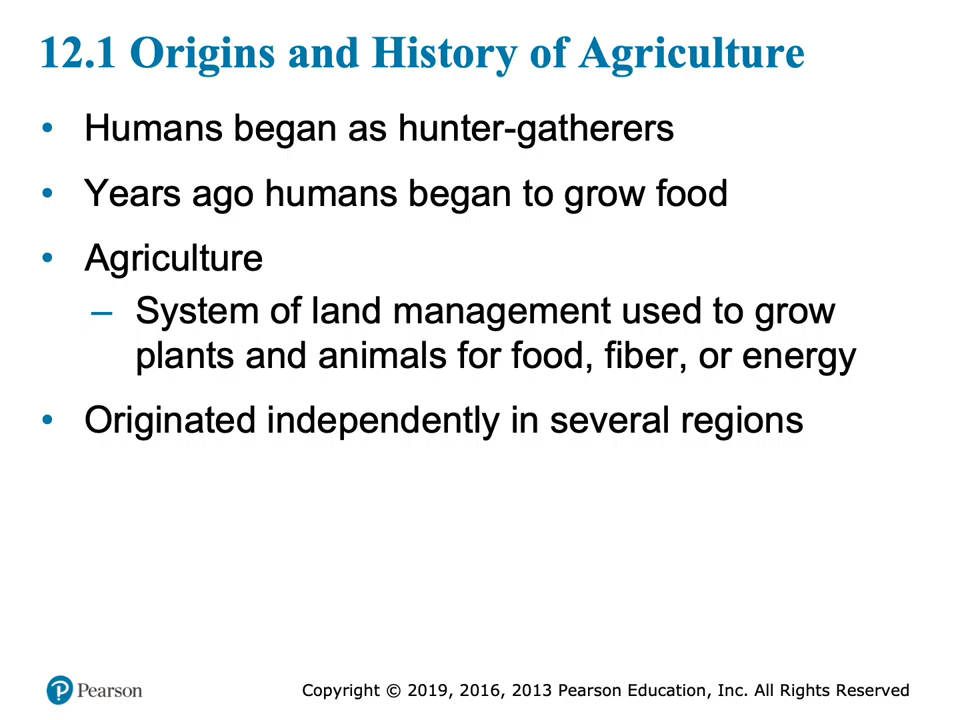 12.1 Origins and History of Agriculture
• Humans began as hunter-gatherers
• Years ago humans began to grow food
• Agriculture
– System of land management used to grow
plants and animals for food, fiber, or energy
• Originated independently in several regions
Pearson
Copyright © 2019, 2016, 2013 Pearson Education, Inc. All Rights Reserved